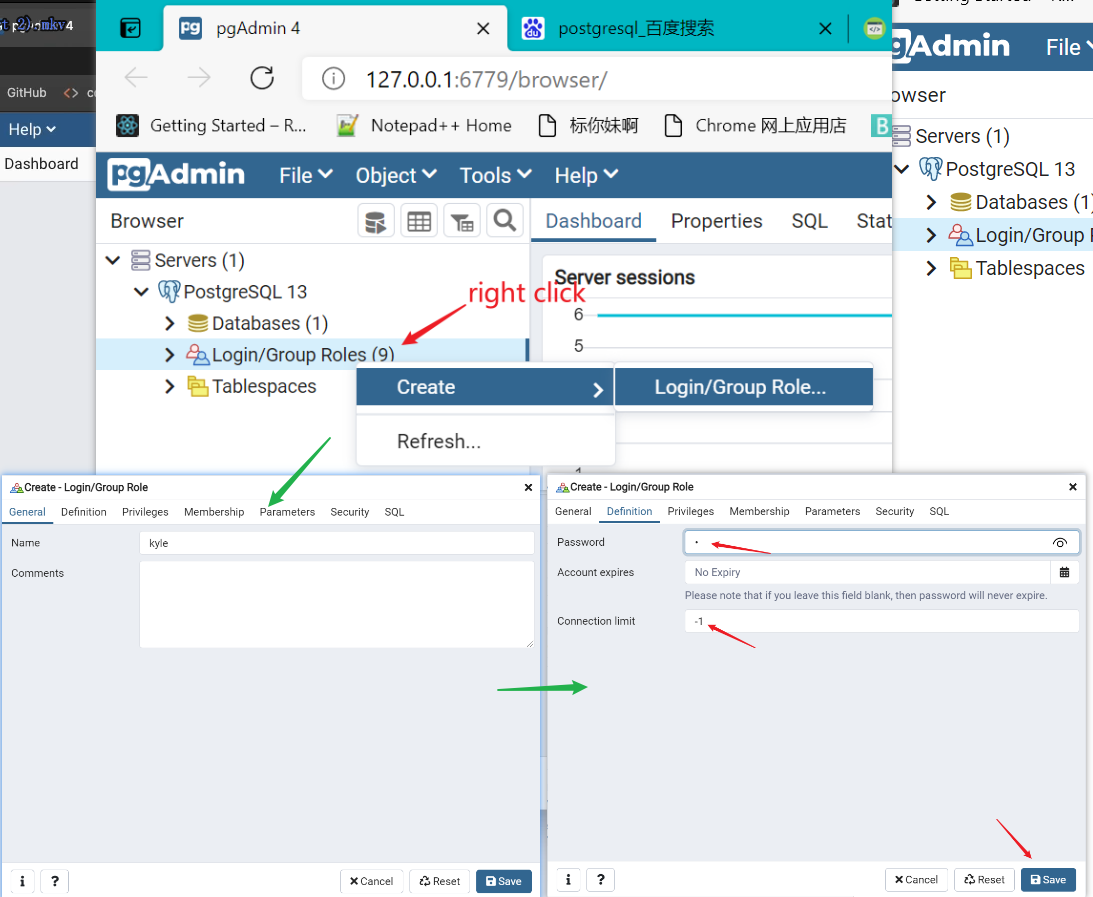 pgAdmin 4
postgresql_百度搜索
127.0.0.1:6779/browser/
GitHub
Getting Started – R...
Notepad++ Home
标你妹啊
Chrome 网上应用店
B
Help
Dashboard
pgAdmin
File
Object
Tools
Help
Browser
Dashboard
Properties
SQL
Stat
Servers (1)
PostgreSQL 13
Databases (1)
Login/Group Roles (9)
Tablespaces
right click
Server sessions
6
5
1
Create
Login/Group Role...
Refresh...
gAdmin
File
owser
Servers (1)
PostgreSQL 13
Databases (1)
Login/Group
Tablespaces
Create - Login/Group Role
General
Definition
Privileges
Membership
Parameters
Security
SQL
Name
kyle
Comments
i
?
Cancel
Reset
Save
Create - Login/Group Role
General
Definition
Privileges
Membership
Parameters
Security
SQL
Password
Account expires
No Expiry
Please note that if you leave this field blank, then password will never expire.
Connection limit
-1
i
?
Cancel
Reset
Save